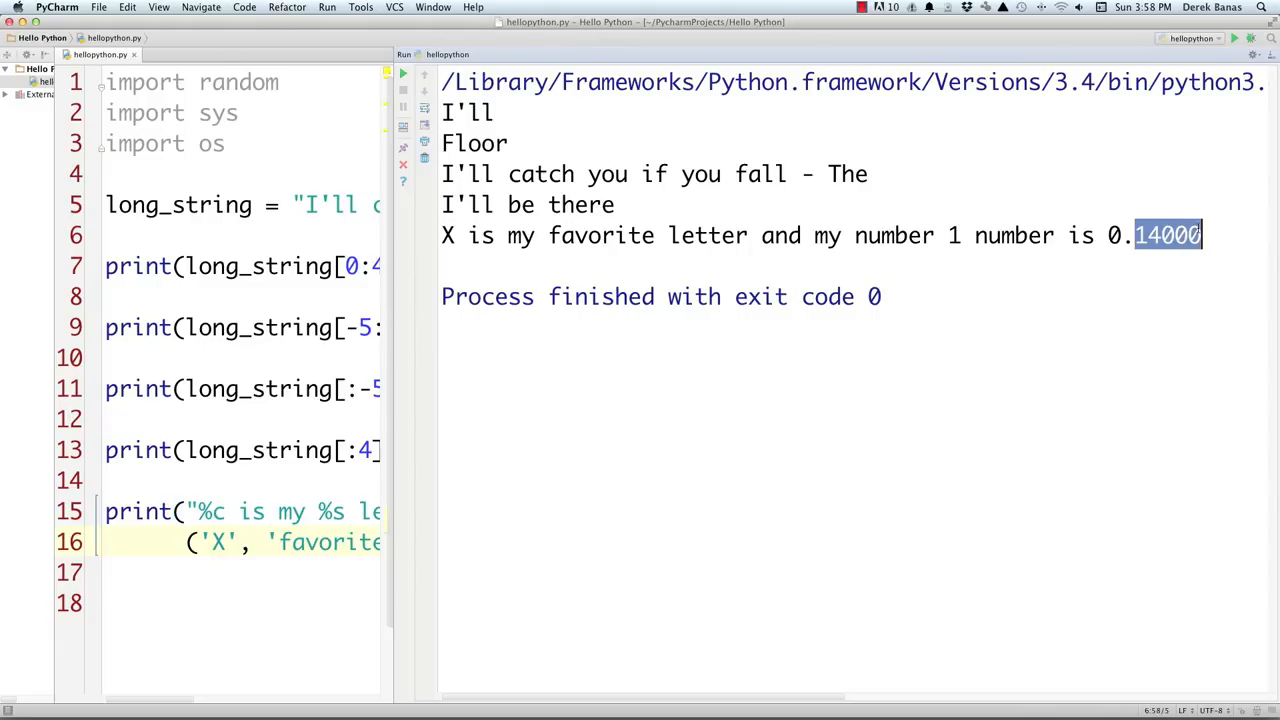 PyCharm File Edit View Navigate Code Refactor Run Tools VCS Window Help 10 Sun 3:58 PM Derek Banas
hellopython.py – Hello Python – [~/PycharmProjects/Hello Python]
Hello Python hellopython.py hellopython
hellopython.py Run hellopython
Hello P
hell
Extern
1 import random
2 import sys
3 import os
4
5 long_string = "I'll c
6
7 print(long_string[0:4
8
9 print(long_string[-5:
10
11 print(long_string[:-5
12
13 print(long_string[:4]
14
15 print("%c is my %s le
16 ('X', 'favorite
17
18
/Library/Frameworks/Python.framework/Versions/3.4/bin/python3.
I'll
Floor
I'll catch you if you fall - The
I'll be there
X is my favorite letter and my number 1 number is 0.14000
Process finished with exit code 0
6:58/5 LF UTF-8